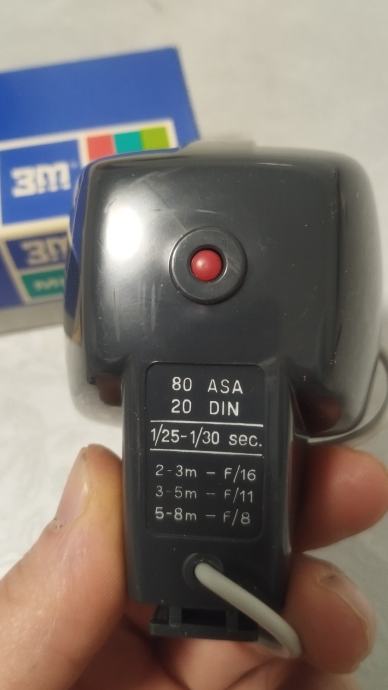 3M
3M
80 ASA
20 DIN
1/25-1/30 sec.
2-3m - F/16
3-5m - F/11
5-8m - F/8